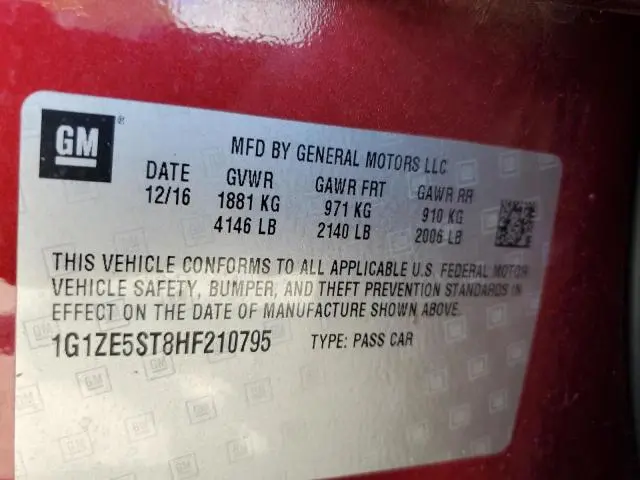 GM ®
MFD BY GENERAL MOTORS LLC
DATE GVWR GAWR FRT GAWR RR
12/16 1881 KG 971 KG 910 KG
4146 LB 2140 LB 2006 LB
THIS VEHICLE CONFORMS TO ALL APPLICABLE U.S. FEDERAL MOTOR
VEHICLE SAFETY, BUMPER, AND THEFT PREVENTION STANDARDS IN
EFFECT ON THE DATE OF MANUFACTURE SHOWN ABOVE.
1G1ZE5ST8HF210795 TYPE: PASS CAR